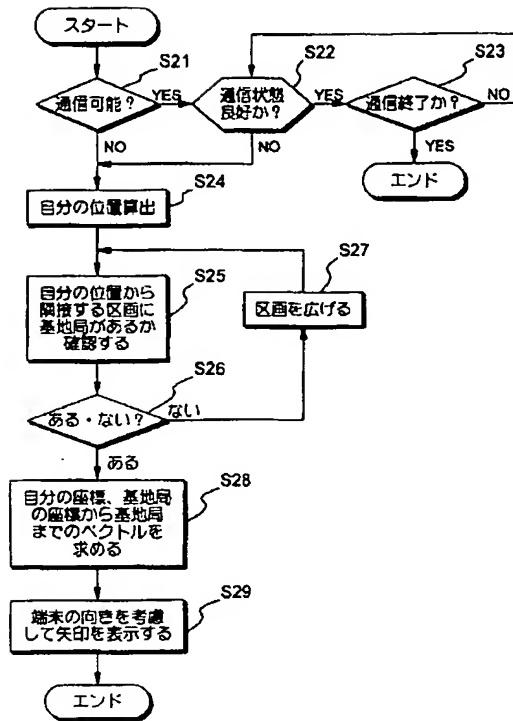 スタート
S21
通信可能?
YES
NO
S22
通信状態
良好か?
YES
NO
S23
通信終了か?
NO
YES
エンド
S24
自分の位置算出
S25
自分の位置から
隣接する区画に
基地局があるか
確認する
S27
区画を広げる
S26
ある・ない?
ない
ある
S28
自分の座標、基地局
の座標から基地局
までのベクトルを
求める
S29
端末の向きを考慮
して矢印を表示する
エンド